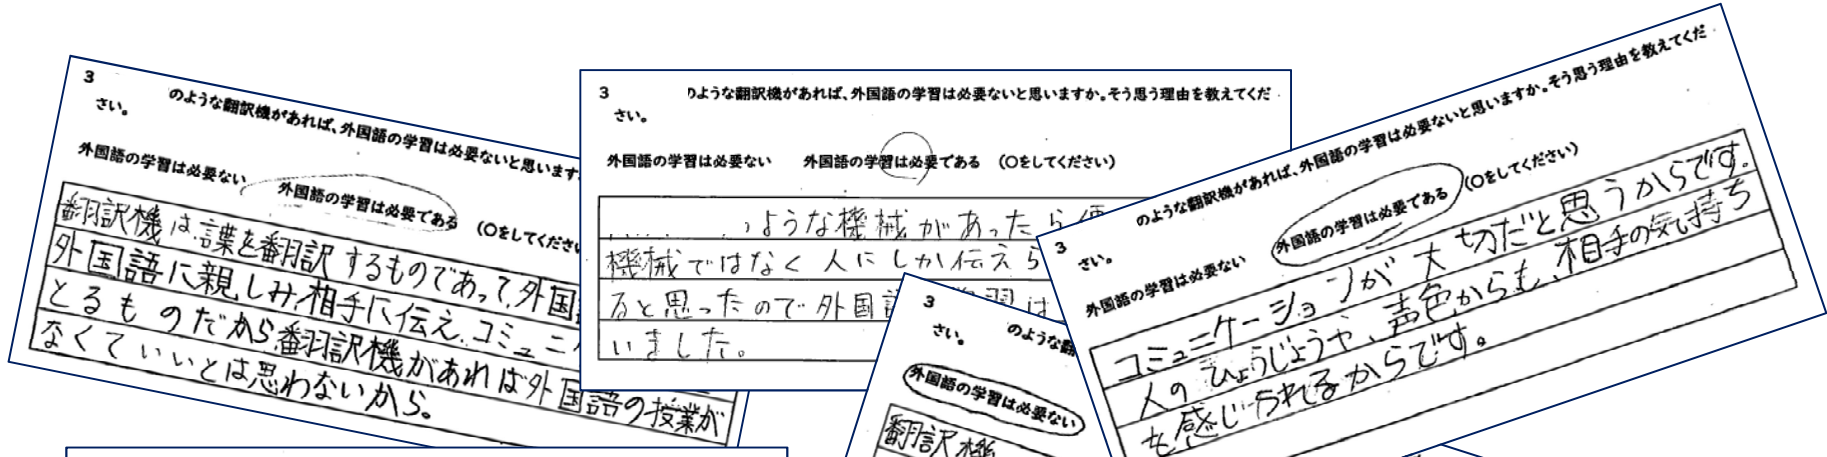 3
のような翻訳機があれば、外国語の学習は必要ないと思います
さい。
外国語の学習は必要ない 外国語の学習は必要である (○をしてください
翻訳機は言葉を翻訳するものであって、外国
外国語に親しみ、相手に伝え、コミュニ
とるものだから翻訳機があれば外国語の授業が
なくていいとは思わないから。
3
のような翻訳機があれば、外国語の学習は必要ないと思いますか。そう思う理由を教えてくだ
さい。
外国語の学習は必要ない 外国語の学習は必要である (○をしてください)
ような機械があったら便
機械ではなく人にしか伝えら
ると思ったので外国語 学習は
いました。
3
のような翻
さい。
外国語の学習は必要ない
翻訳機
3
のような翻訳機があれば、外国語の学習は必要ないと思いますか。そう思う理由を教えてくだ
さい。
外国語の学習は必要ない 外国語の学習は必要である (○をしてください)
コミュニケーションが大切だと思うからです。
人のひょうじょうや、声色からも、相手の気持ち
も感じられるからです。